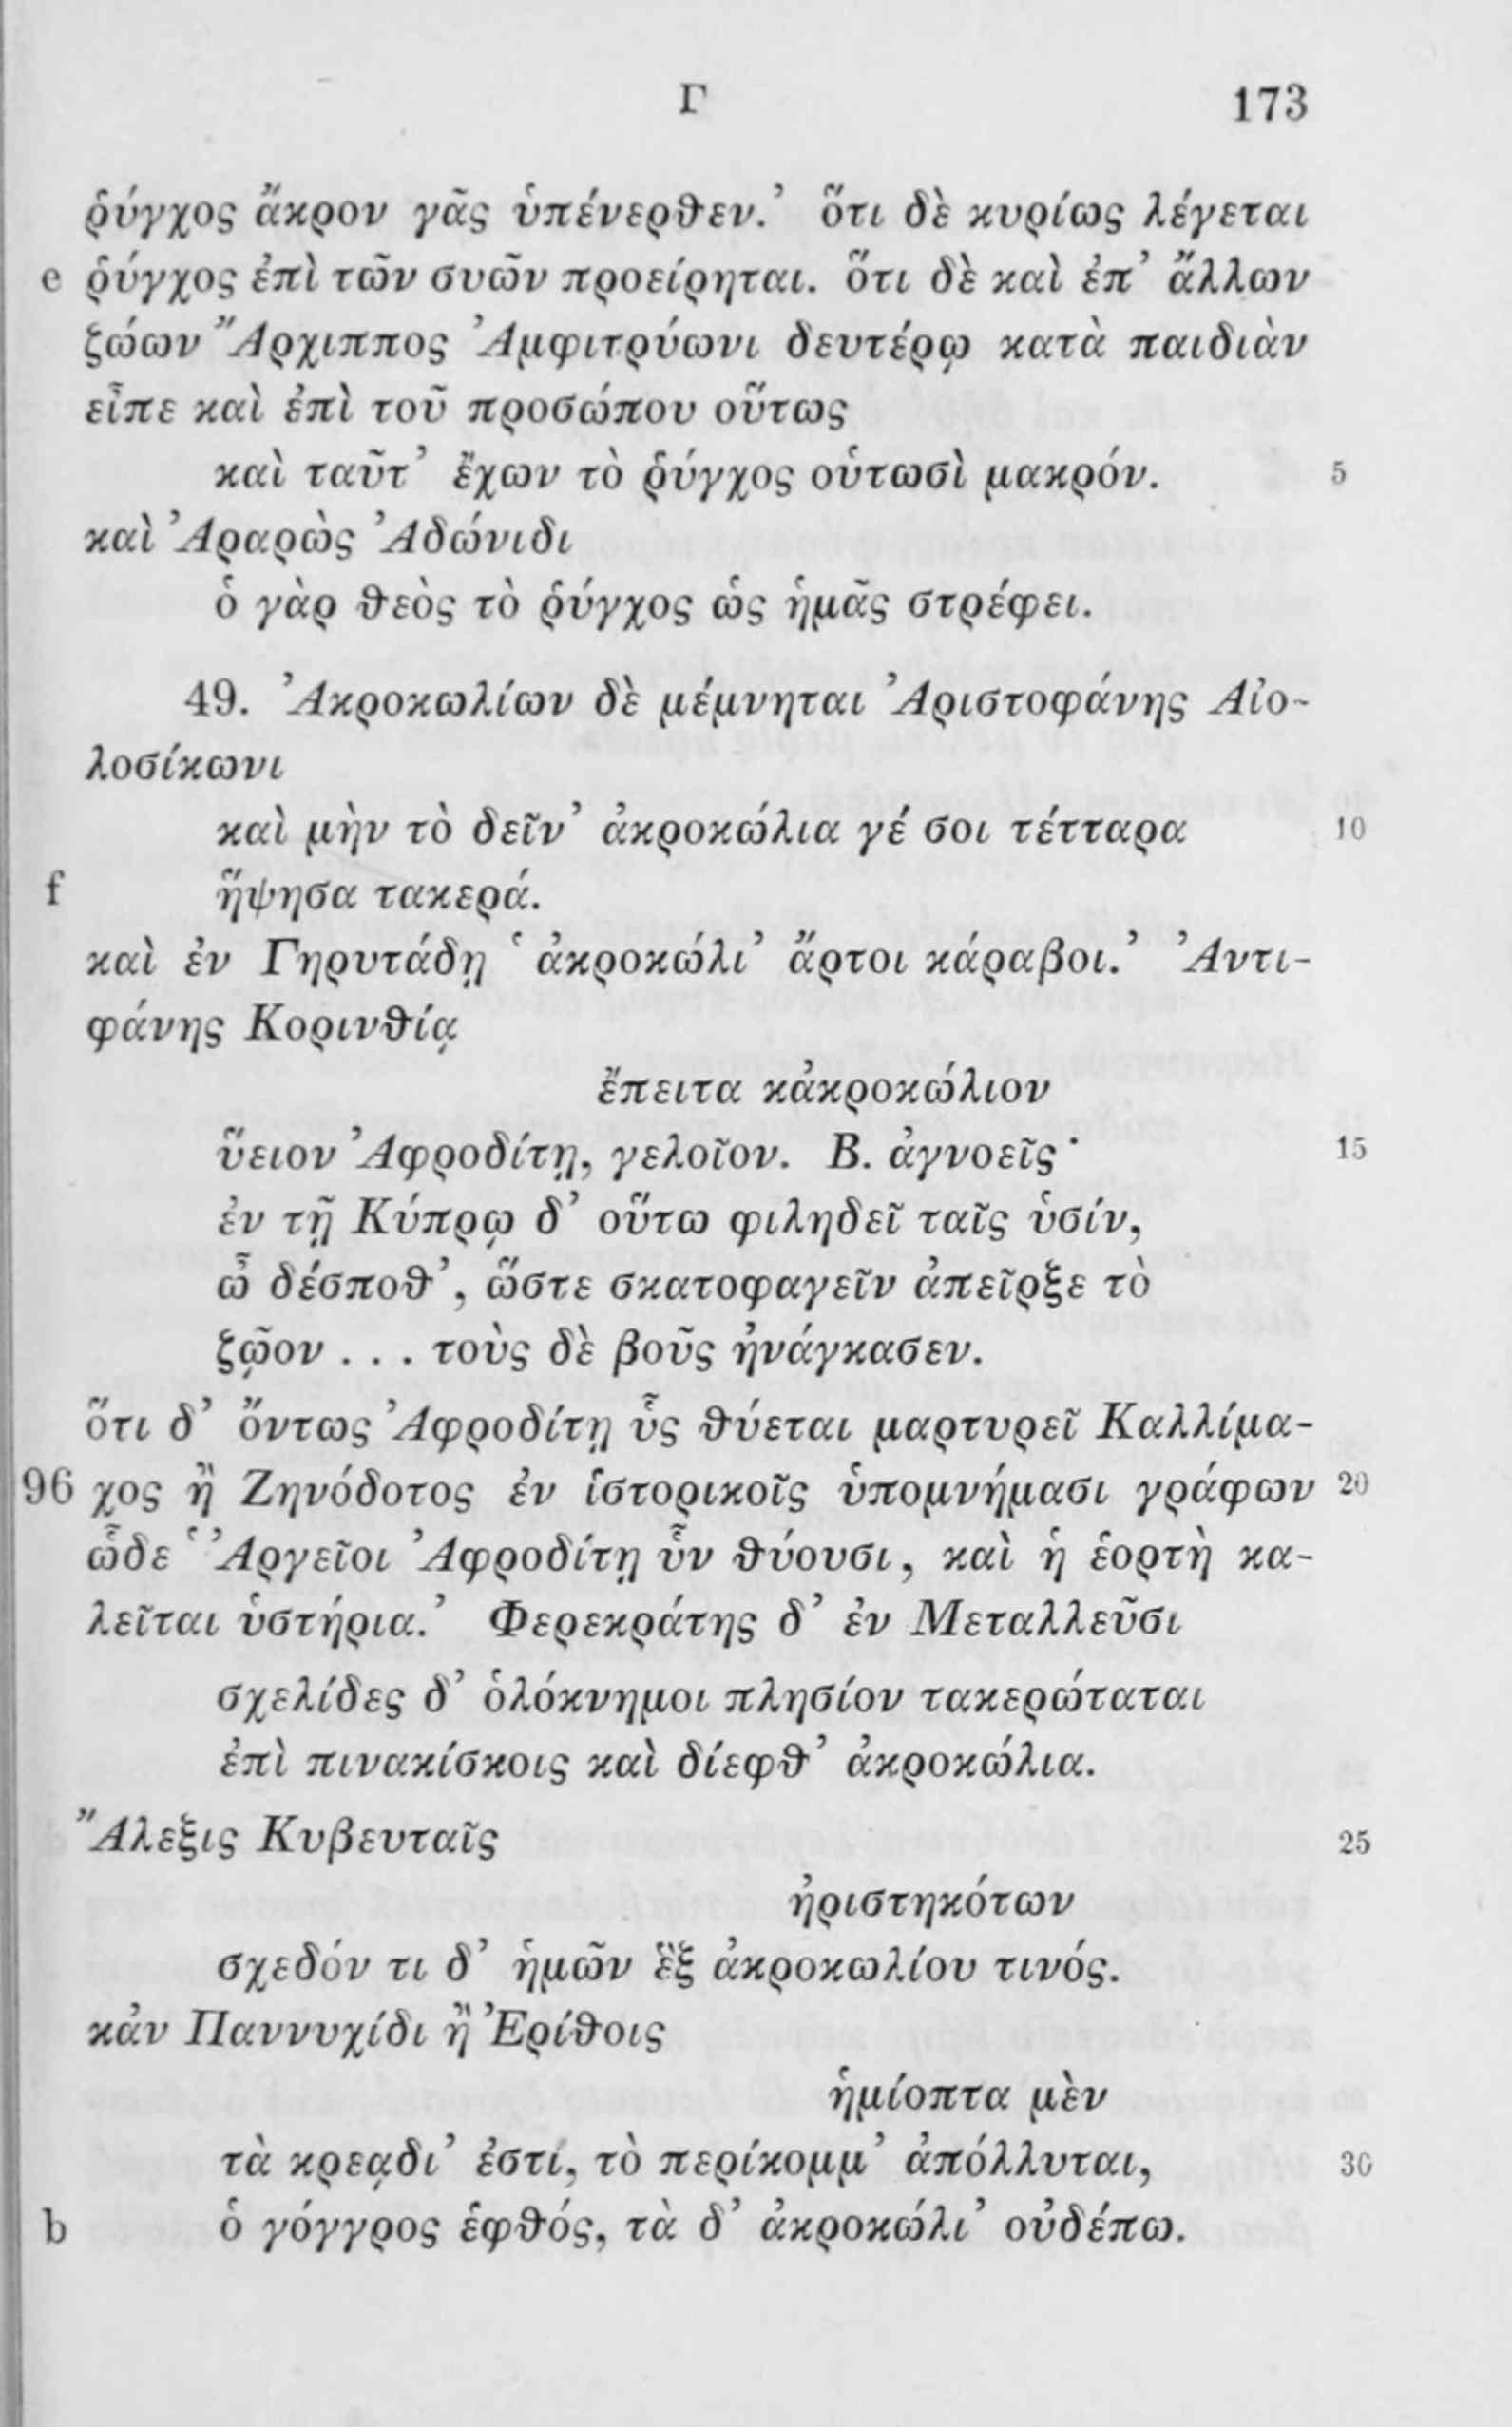 Γ 173
ῥύγχος ἄκρον γᾶς ὑπένερθεν.’ ὅτι δὲ κυρίως λέγεται
e ῥύγχος ἐπὶ τῶν συῶν προείρηται. ὅτι δὲ καὶ ἐπ’ ἄλλων
ζώων Ἄρχιππος Ἀμφιτρύωνι δευτέρῳ κατὰ παιδιὰν
εἶπε καὶ ἐπὶ τοῦ προσώπου οὕτως
καὶ ταῦτ’ ἔχων τὸ ῥύγχος οὑτωσὶ μακρόν. 5
καὶ Ἀραρὼς Ἀδώνιδι
ὁ γὰρ θεὸς τὸ ῥύγχος ὡς ἡμᾶς στρέφει.
49. Ἀκροκωλίων δὲ μέμνηται Ἀριστοφάνης Αἰο-
λοσίκωνι
καὶ μὴν τὸ δεῖν’ ἀκροκώλια γέ σοι τέτταρα 10
f ἥψησα τακερά.
καὶ ἐν Γηρυτάδῃ ‘ἀκροκώλι’ ἄρτοι κάραβοι.’ Ἀντι-
φάνης Κορινθίᾳ
ἔπειτα κἀκροκώλιον
ὕειον Ἀφροδίτῃ, γελοῖον. Β. ἀγνοεῖς· 15
ἐν τῇ Κύπρῳ δ’ οὕτω φιληδεῖ ταῖς ὑσίν,
ὦ δέσποθ’, ὥστε σκατοφαγεῖν ἀπεῖρξε τὸ
ζῷον . . . τοὺς δὲ βοῦς ἠνάγκασεν.
ὅτι δ’ ὄντως Ἀφροδίτῃ ὗς θύεται μαρτυρεῖ Καλλίμα-
96 χος ἢ Ζηνόδοτος ἐν ἱστορικοῖς ὑπομνήμασι γράφων 20
ὧδε ‘Ἀργεῖοι Ἀφροδίτῃ ὗν θύουσι, καὶ ἡ ἑορτὴ κα-
λεῖται ὑστήρια.’ Φερεκράτης δ’ ἐν Μεταλλεῦσι
σχελίδες δ’ ὁλόκνημοι πλησίον τακερώταται
ἐπὶ πινακίσκοις καὶ δίεφθ’ ἀκροκώλια.
Ἄλεξις Κυβευταῖς 25
ἠριστηκότων
σχεδόν τι δ’ ἡμῶν ἓξ ἀκροκωλίου τινός.
κἀν Παννυχίδι ἢ Ἐρίθοις
ἡμίοπτα μὲν
τὰ κρεᾳδι’ ἐστί, τὸ περίκομμ’ ἀπόλλυται, 30
b ὁ γόγγρος ἑφθός, τὰ δ’ ἀκροκώλι’ οὐδέπω.